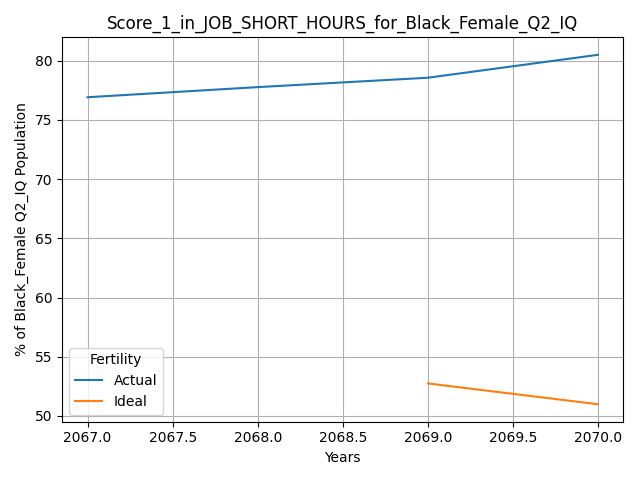 Score_1_in_JOB_SHORT_HOURS_for_Black_Female_Q2_IQ
% of Black_Female Q2_IQ Population
80
75
70
65
60
55
50
Fertility
Actual
Ideal
2067.0 2067.5 2068.0 2068.5 2069.0 2069.5 2070.0
Years